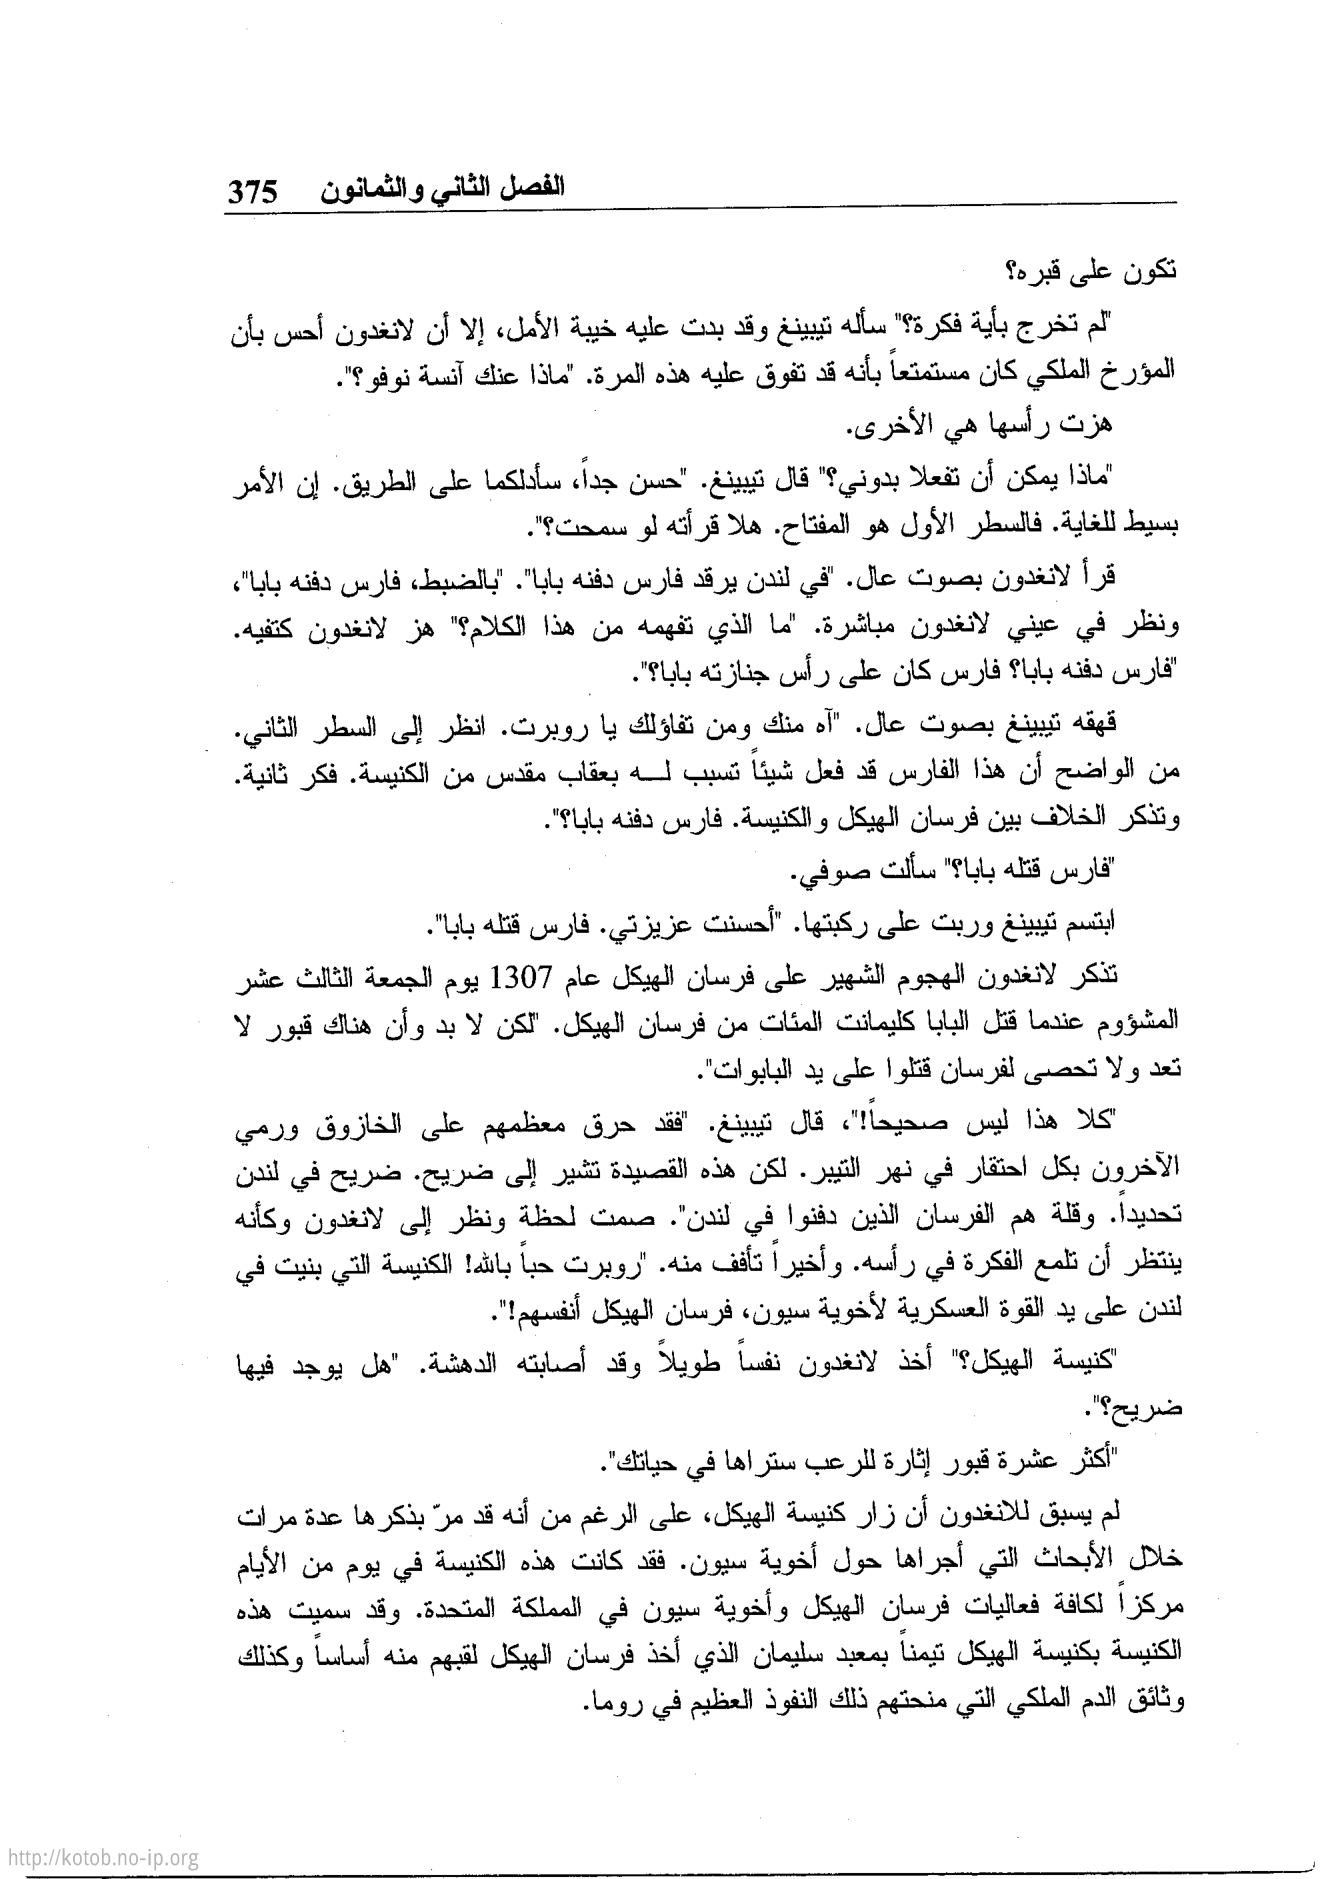 الفصل الثاني والثمانون 375
تكون على قبره؟
"لم تخرج بأية فكرة؟" سأله تيبينغ وقد بدت عليه خيبة الأمل، إلا أن لانغدون أحس بأن
المؤرخ الملكي كان مستمتعاً بأنه قد تفوق عليه هذه المرة. "ماذا عنك آنسة نوفو؟".
هزت رأسها هي الأخرى.
"ماذا يمكن أن تفعلا بدوني؟" قال تيبينغ. "حسن جداً، سأدلكما على الطريق. إن الأمر
بسيط للغاية. فالسطر الأول هو المفتاح. هلا قرأته لو سمحت؟".
قرأ لانغدون بصوت عال. "في لندن يرقد فارس دفنه بابا". "بالضبط، فارس دفنه بابا"،
ونظر في عيني لانغدون مباشرة. "ما الذي تفهمه من هذا الكلام؟" هز لانغدون كتفيه.
"فارس دفنه بابا؟ فارس كان على رأس جنازته بابا؟".
قهقه تيبينغ بصوت عال. "آه منك ومن تفاؤلك يا روبرت. انظر إلى السطر الثاني.
من الواضح أن هذا الفارس قد فعل شيئاً تسبب لـــه بعقاب مقدس من الكنيسة. فكر ثانية.
وتذكر الخلاف بين فرسان الهيكل والكنيسة. فارس دفنه بابا؟".
"فارس قتله بابا؟" سألت صوفي.
ابتسم تيبينغ وربت على ركبتها. "أحسنت عزيزتي. فارس قتله بابا".
تذكر لانغدون الهجوم الشهير على فرسان الهيكل عام 1307 يوم الجمعة الثالث عشر
المشؤوم عندما قتل البابا كليمانت المئات من فرسان الهيكل. "لكن لا بد وأن هناك قبور لا
تعد ولا تحصى لفرسان قتلوا على يد البابوات".
"كلا هذا ليس صحيحاً!"، قال تيبينغ. "فقد حرق معظمهم على الخازوق ورمي
الآخرون بكل احتقار في نهر التيبر. لكن هذه القصيدة تشير إلى ضريح. ضريح في لندن
تحديداً. وقلة هم الفرسان الذين دفنوا في لندن". صمت لحظة ونظر إلى لانغدون وكأنه
ينتظر أن تلمع الفكرة في رأسه. وأخيراً تأفف منه. "روبرت حباً بالله! الكنيسة التي بنيت في
لندن على يد القوة العسكرية لأخوية سيون، فرسان الهيكل أنفسهم!".
"كنيسة الهيكل؟" أخذ لانغدون نفساً طويلاً وقد أصابته الدهشة. "هل يوجد فيها
ضريح؟".
"أكثر عشرة قبور إثارة للرعب ستراها في حياتك".
لم يسبق للانغدون أن زار كنيسة الهيكل، على الرغم من أنه قد مرّ بذكرها عدة مرات
خلال الأبحاث التي أجراها حول أخوية سيون. فقد كانت هذه الكنيسة في يوم من الأيام
مركزاً لكافة فعاليات فرسان الهيكل وأخوية سيون في المملكة المتحدة. وقد سميت هذه
الكنيسة بكنيسة الهيكل تيمناً بمعبد سليمان الذي أخذ فرسان الهيكل لقبهم منه أساساً وكذلك
وثائق الدم الملكي التي منحتهم ذلك النفوذ العظيم في روما.
http://kotob.no-ip.org